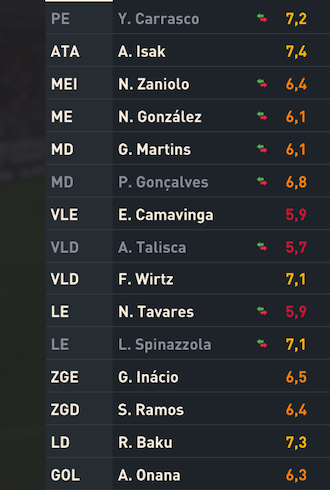 PE Y. Carrasco 7,2
ATA A. Isak 7,4
MEI N. Zaniolo 6,4
ME N. González 6,1
MD G. Martins 6,1
MD P. Gonçalves 6,8
VLE E. Camavinga 5,9
VLD A. Talisca 5,7
VLD F. Wirtz 7,1
LE N. Tavares 5,9
LE L. Spinazzola 7,1
ZGE G. Inácio 6,5
ZGD S. Ramos 6,4
LD R. Baku 7,3
GOL A. Onana 6,3